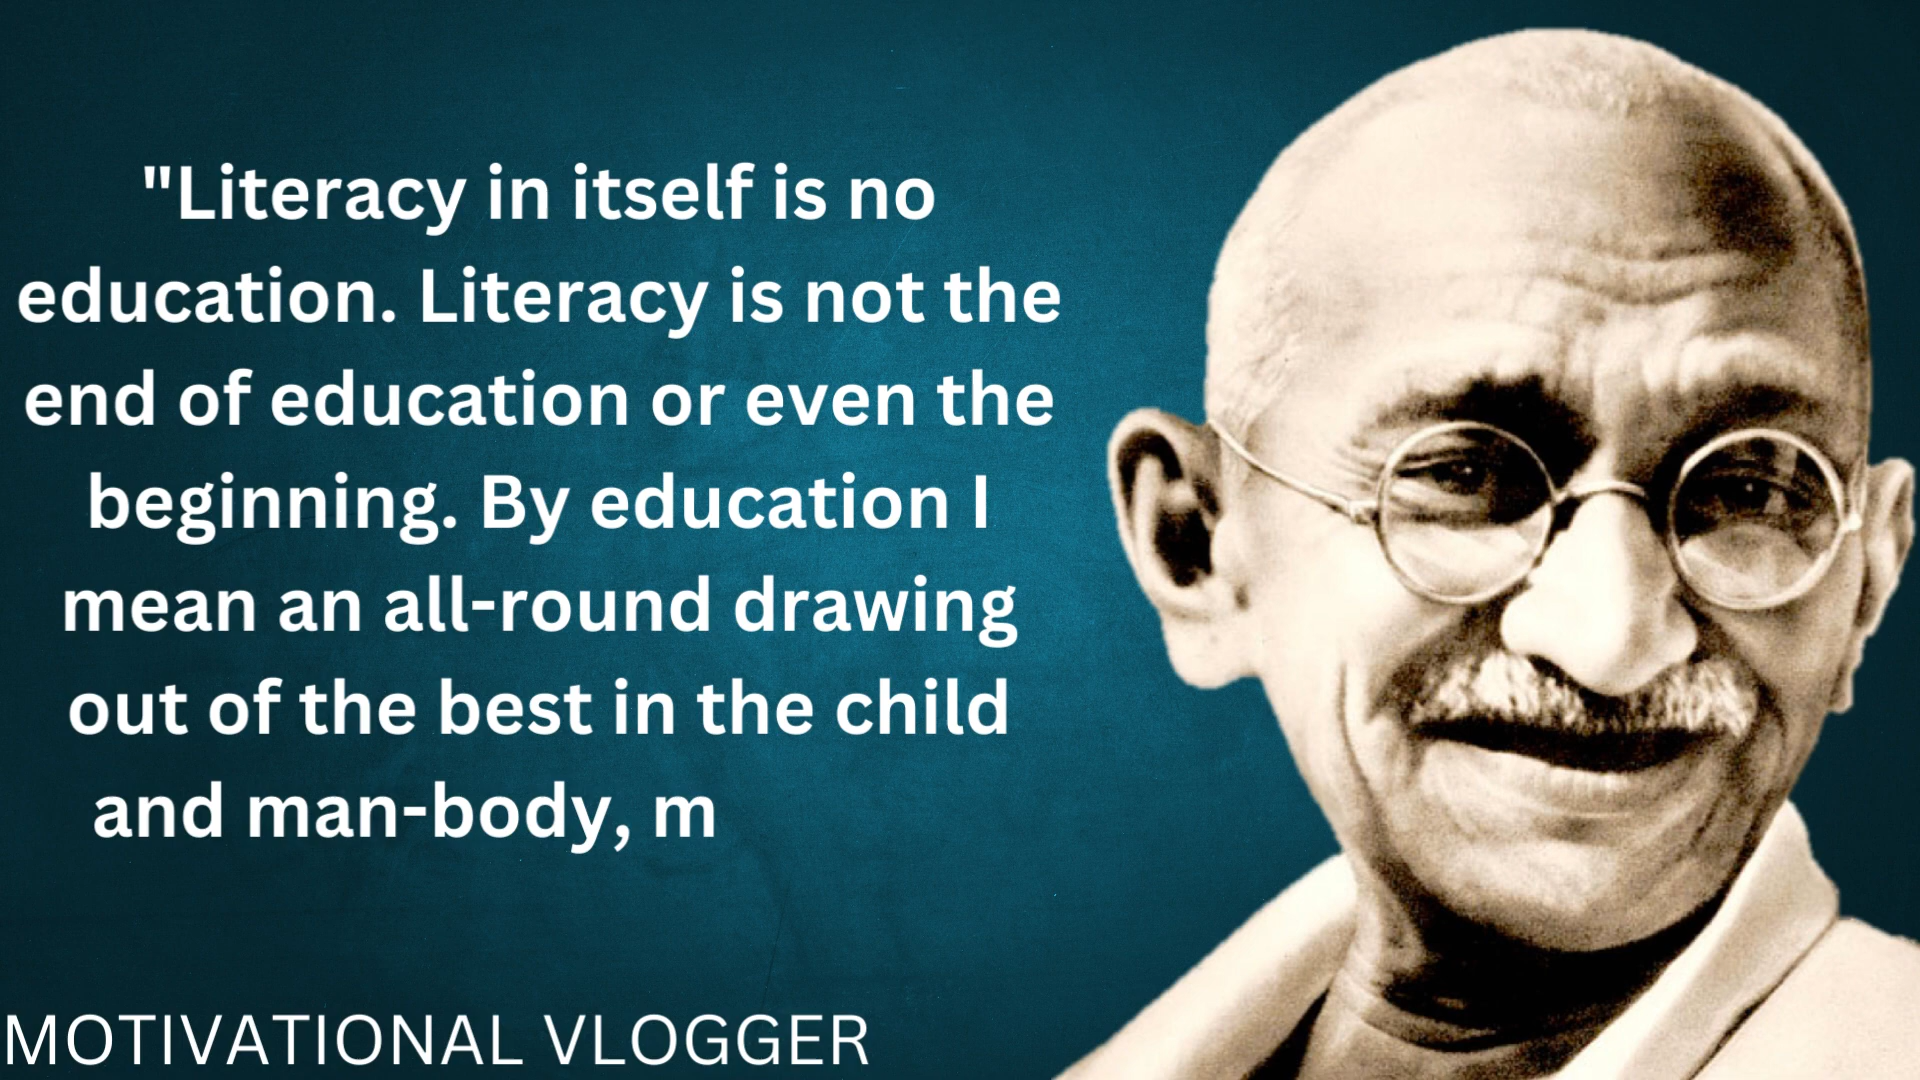 "Literacy in itself is no
education. Literacy is not the
end of education or even the
beginning. By education I
mean an all-round drawing
out of the best in the child
and man-body, m
MOTIVATIONAL VLOGGER